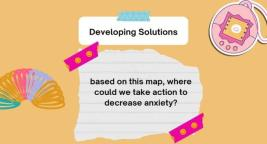 Developing Solutions
based on this map, where
could we take action to
decrease anxiety?